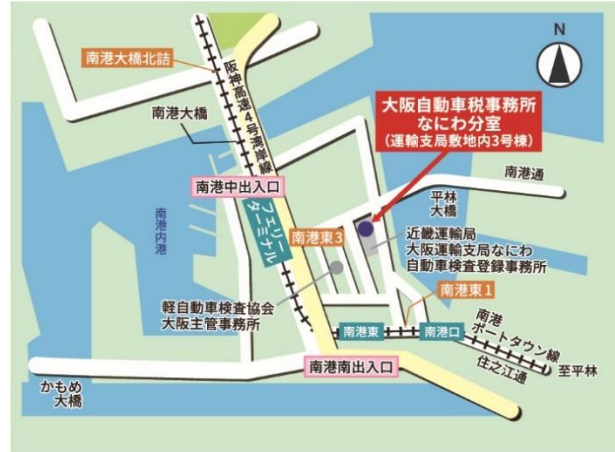 N
南港大橋北詰
阪神高速4号湾岸線
南港大橋
大阪自動車税事務所
なにわ分室
(運輸支局敷地内3号棟)
南港通
平林
大橋
南港中出入口
フェリー
ターミナル
南港内港
南港東3
近畿運輸局
大阪運輸支局なにわ
自動車検査登録事務所
軽自動車検査協会
大阪主管事務所
南港東1
南港東
南港口
南港
ポートタウン線
住之江通
至平林
南港南出入口
かもめ
大橋